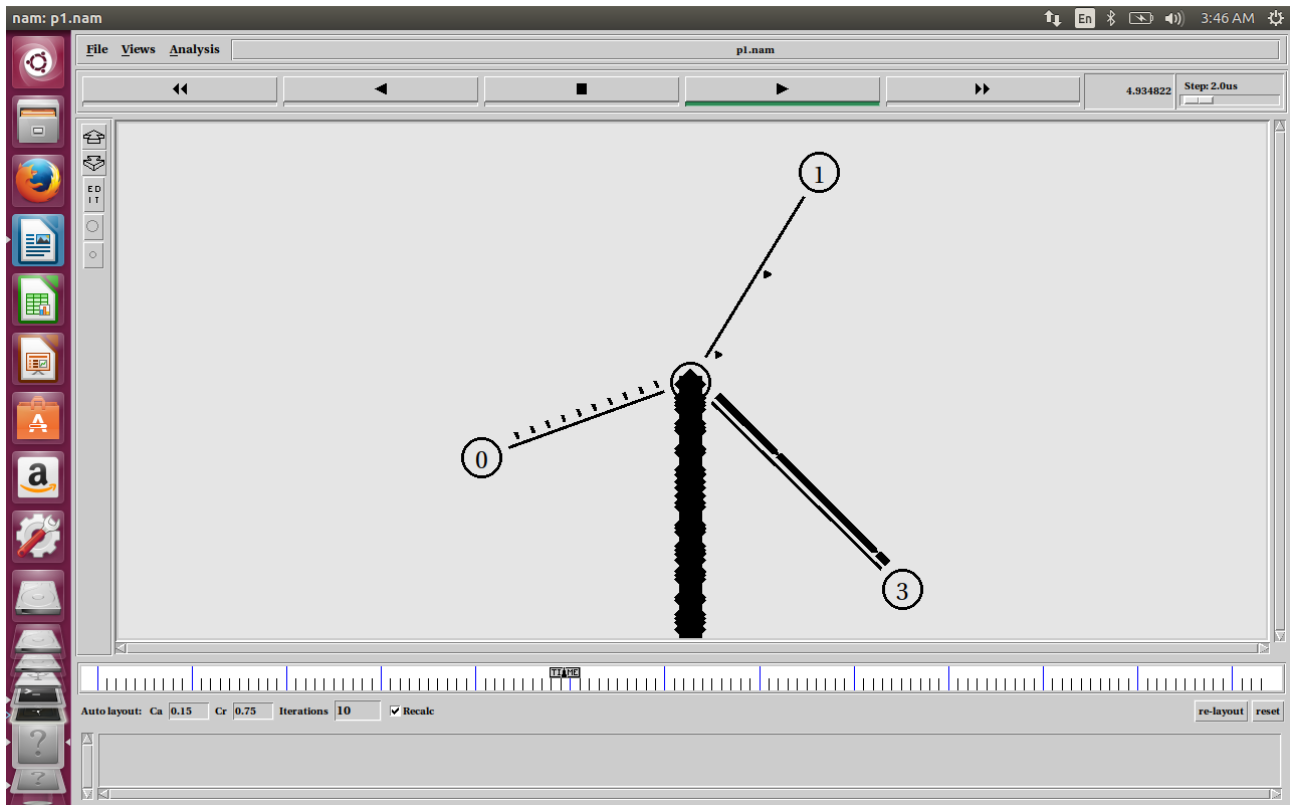 nam: p1.nam
En
3:46 AM
File Views Analysis
p1.nam
4.934822
Step: 2.0us
ED
IT
1
0
3
TIME
Auto layout: Ca 0.15 Cr 0.75 Iterations 10 Recalc
re-layout reset